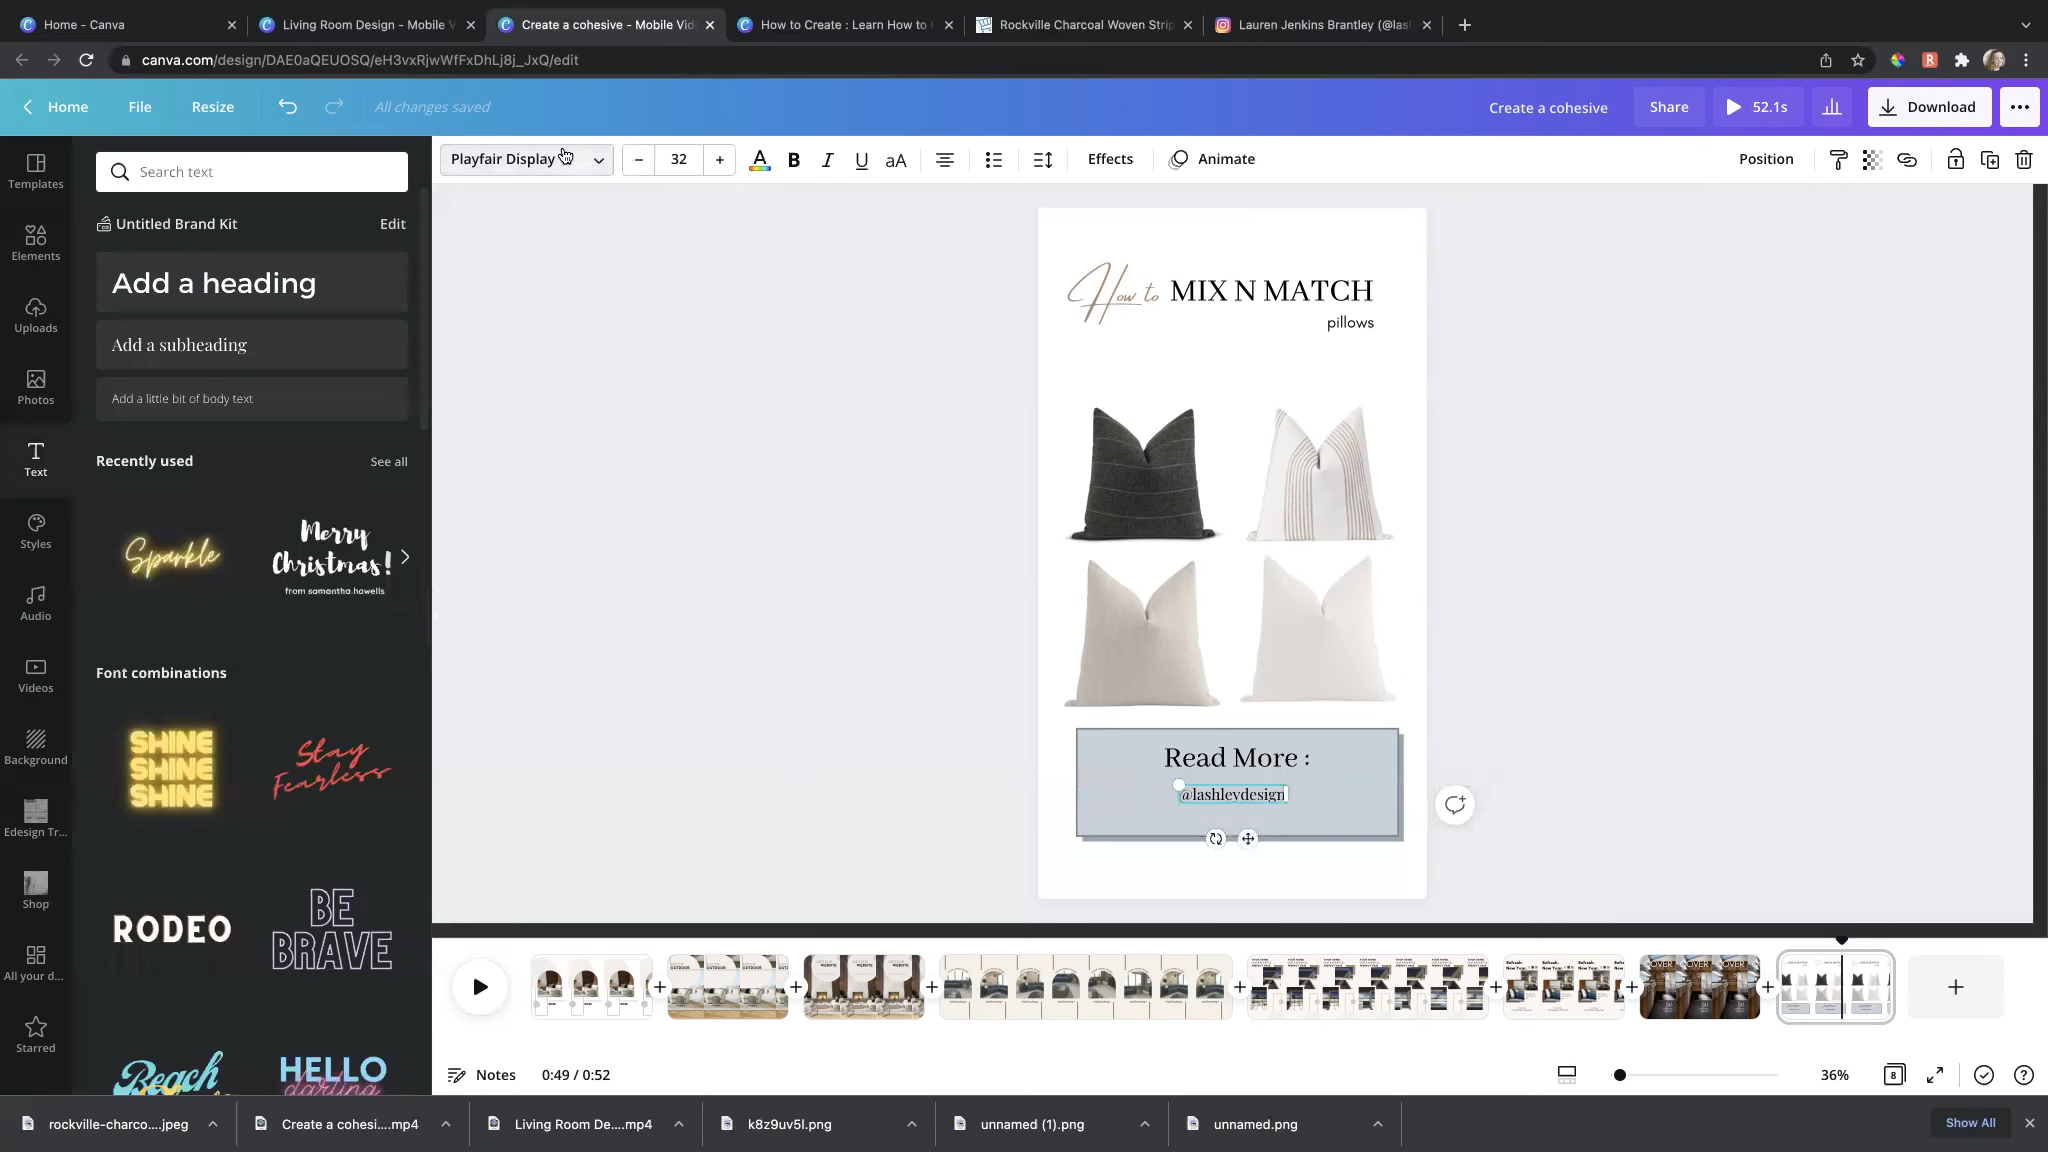 Home - Canva
Living Room Design - Mobile V
Create a cohesive - Mobile Vid
How to Create : Learn How to
Rockville Charcoal Woven Strip
Lauren Jenkins Brantley (@las
canva.com/design/DAE0aQEUOSQ/eH3vxRjwWfFxDhLj8j_JxQ/edit
Home
File
Resize
All changes saved
Create a cohesive
Share
52.1s
Download
Playfair Display
32
Effects
Animate
Position
Templates
Elements
Uploads
Photos
Text
Styles
Audio
Videos
Background
Edesign Tr...
Shop
All your d...
Starred
Search text
Untitled Brand Kit
Edit
Add a heading
Add a subheading
Add a little bit of body text
Recently used
See all
Sparkle
Merry
Christmas!
from samantha howells
Font combinations
SHINE
SHINE
SHINE
Stay
Fearless
RODEO
BE
BRAVE
Beach
HELLO
darling
How to MIX N MATCH
pillows
Read More :
@lashleydesign
Notes
0:49 / 0:52
36%
8
rockville-charco....jpeg
Create a cohesi....mp4
Living Room De....mp4
k8z9uv5l.png
unnamed (1).png
unnamed.png
Show All